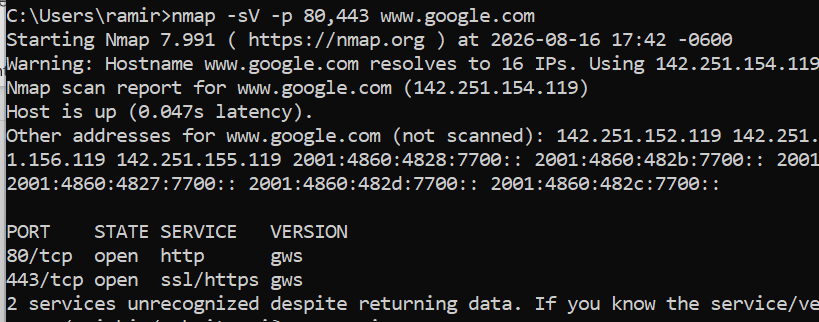 C:\Users\ramir>nmap -sV -p 80,443 www.google.com
Starting Nmap 7.991 ( https://nmap.org ) at 2026-08-16 17:42 -0600
Warning: Hostname www.google.com resolves to 16 IPs. Using 142.251.154.119
Nmap scan report for www.google.com (142.251.154.119)
Host is up (0.047s latency).
Other addresses for www.google.com (not scanned): 142.251.152.119 142.251.
1.156.119 142.251.155.119 2001:4860:4828:7700:: 2001:4860:482b:7700:: 2001
2001:4860:4827:7700:: 2001:4860:482d:7700:: 2001:4860:482c:7700::
PORT    STATE SERVICE   VERSION
80/tcp  open  http      gws
443/tcp open  ssl/https gws
2 services unrecognized despite returning data. If you know the service/ve